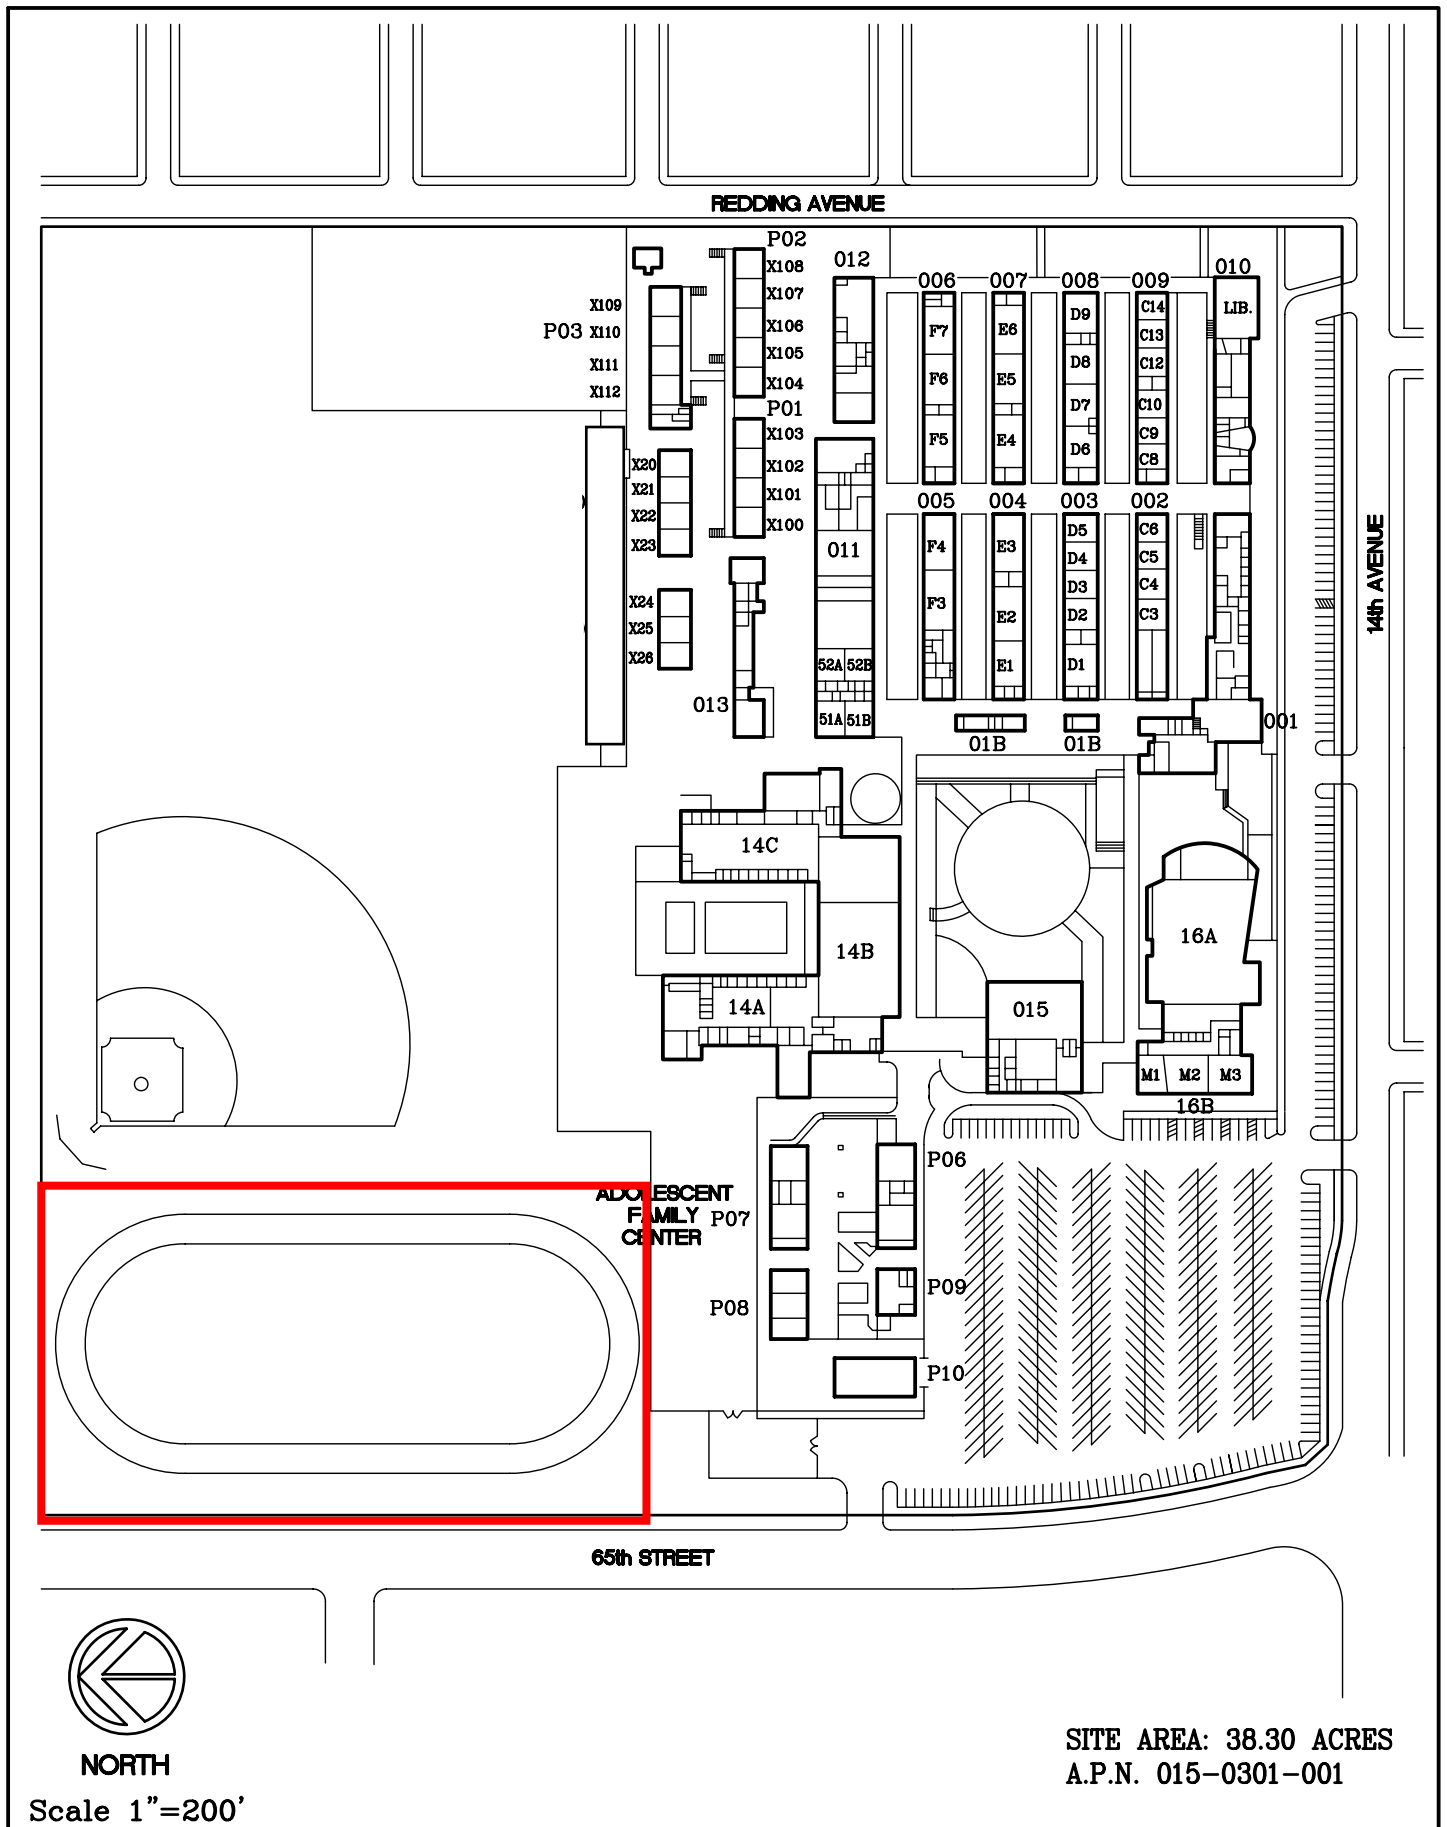 REDDING AVENUE
P02
X108
X107
X106
X105
X104
P01
X103
X102
X101
X100
X109
P03 X110
X111
X112
X20
X21
X22
X23
X24
X25
X26
012
011
52A 52B
51A 51B
013
006
F7
F6
F5
007
E6
E5
E4
008
D9
D8
D7
D6
009
C14
C13
C12
C10
C9
C8
010
LIB.
005
F4
F3
004
E3
E2
E1
003
D5
D4
D3
D2
D1
002
C6
C5
C4
C3
001
01B
01B
14th AVENUE
14C
14B
14A
015
16A
M1 M2 M3
16B
P06
ADOLESCENT
FAMILY
CENTER
P07
P08
P09
P10
65th STREET
NORTH
Scale 1"=200'
SITE AREA: 38.30 ACRES
A.P.N. 015-0301-001